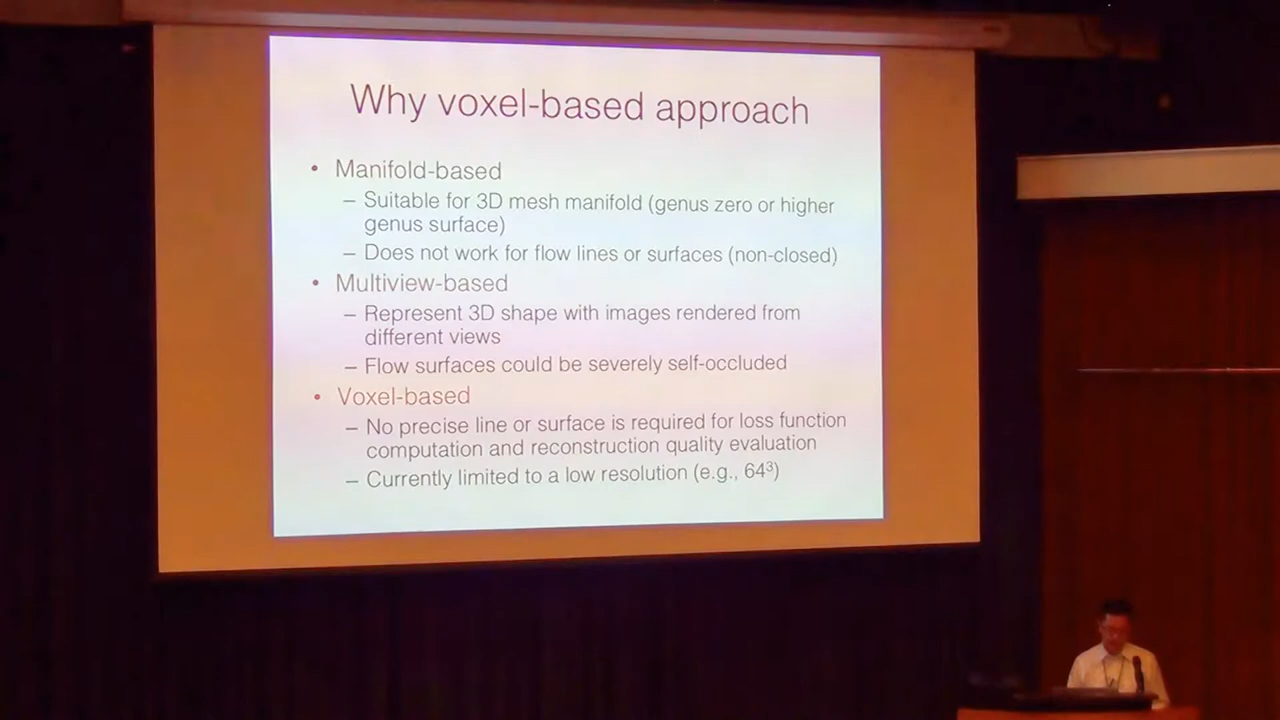 Why voxel-based approach
• Manifold-based
– Suitable for 3D mesh manifold (genus zero or higher
genus surface)
– Does not work for flow lines or surfaces (non-closed)
• Multiview-based
– Represent 3D shape with images rendered from
different views
– Flow surfaces could be severely self-occluded
• Voxel-based
– No precise line or surface is required for loss function
computation and reconstruction quality evaluation
– Currently limited to a low resolution (e.g., 64³)